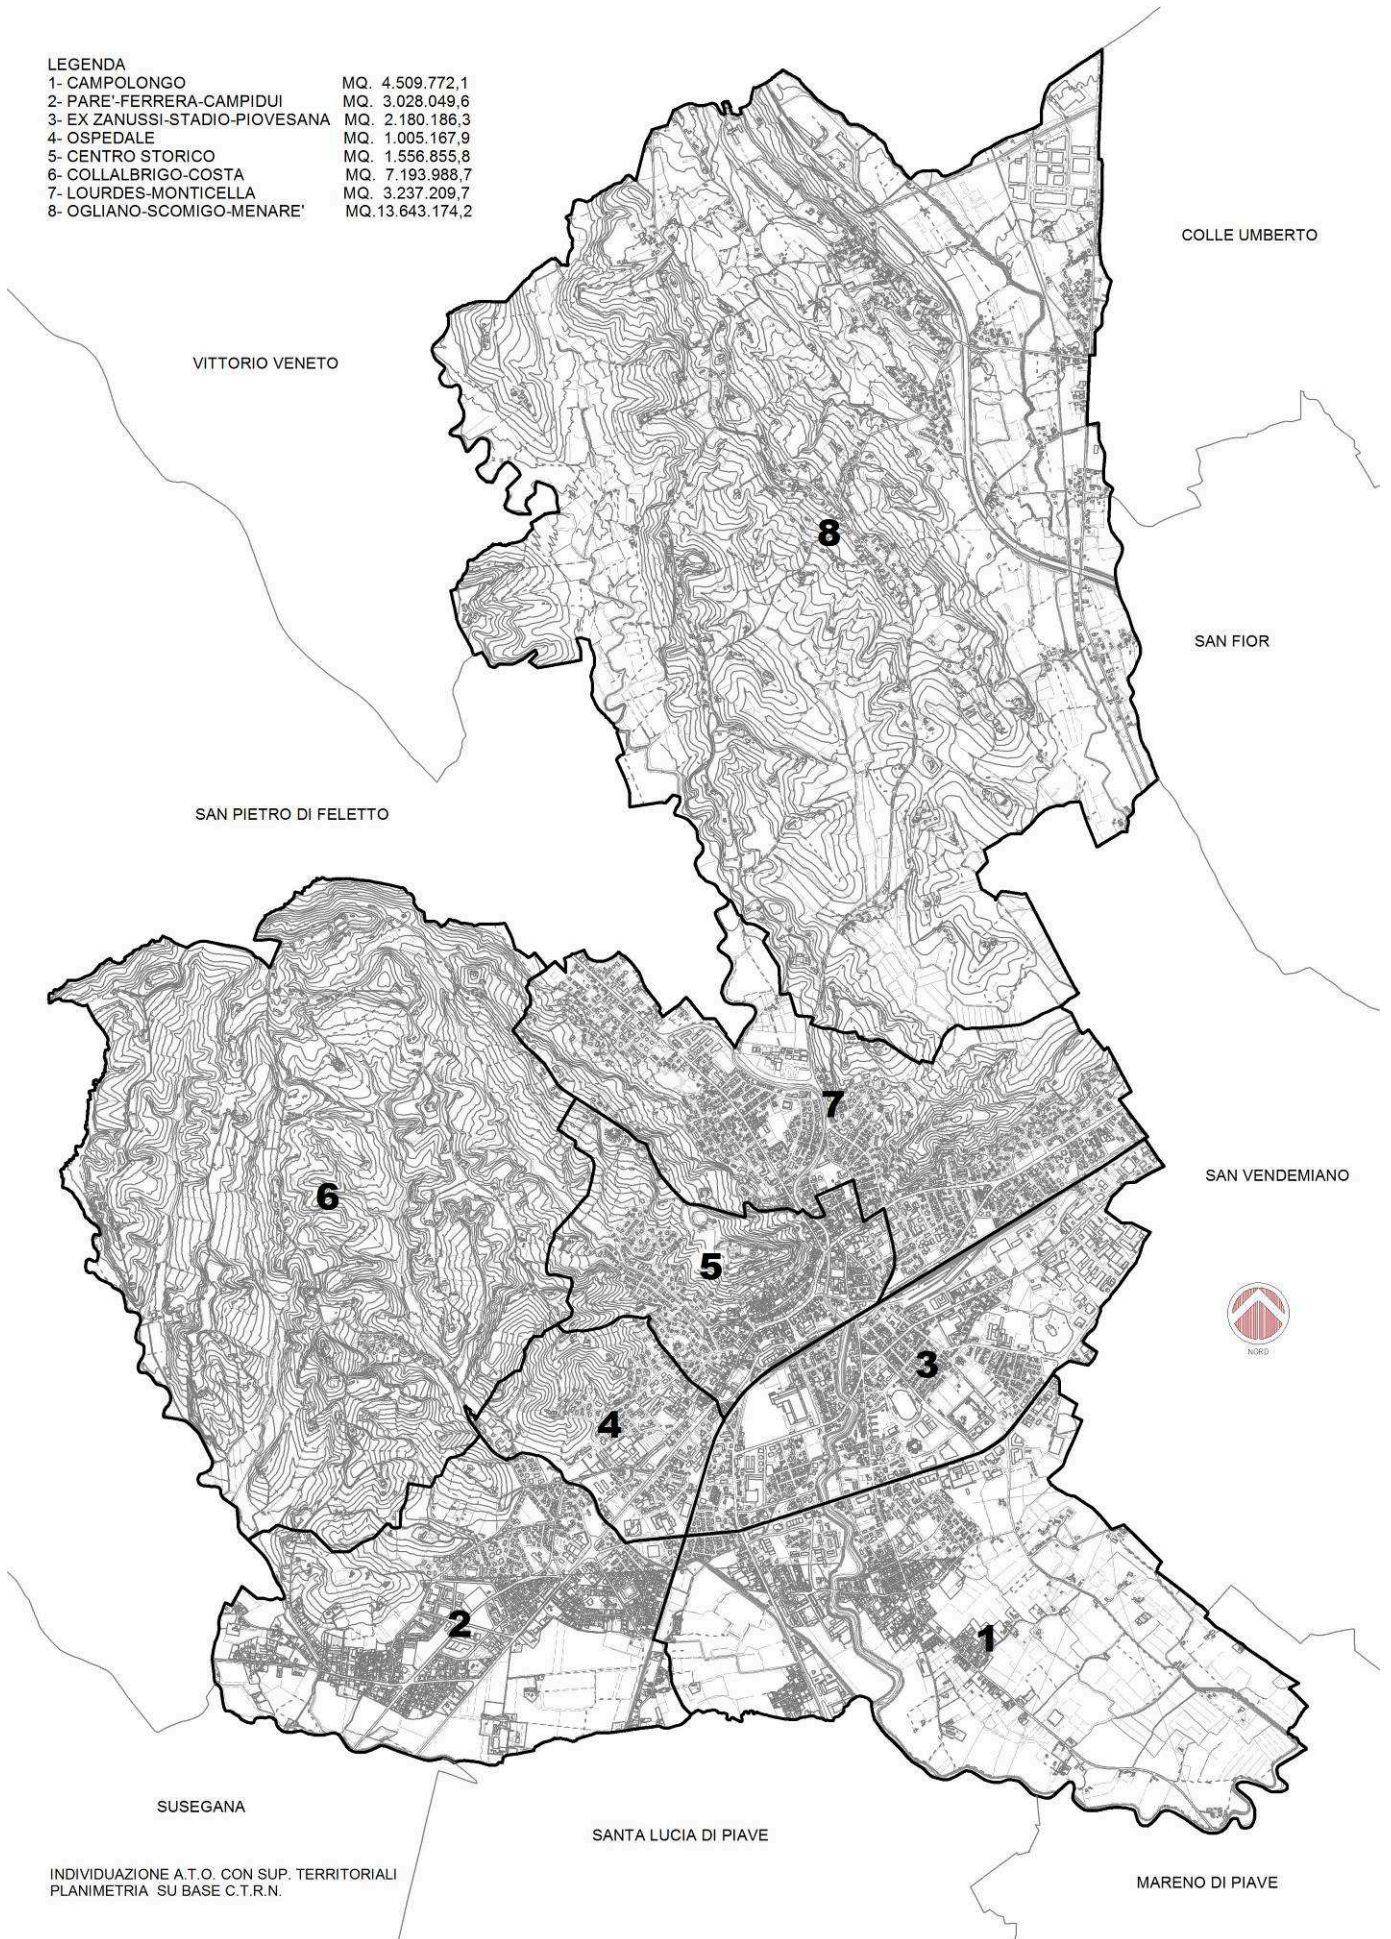 LEGENDA
1- CAMPOLONGO MQ. 4.509.772,1
2- PARE'-FERRERA-CAMPIDUI MQ. 3.028.049,6
3- EX ZANUSSI-STADIO-PIOVESANA MQ. 2.180.186,3
4- OSPEDALE MQ. 1.005.167,9
5- CENTRO STORICO MQ. 1.556.855,8
6- COLLALBRIGO-COSTA MQ. 7.193.988,7
7- LOURDES-MONTICELLA MQ. 3.237.209,7
8- OGLIANO-SCOMIGO-MENARE' MQ.13.643.174,2
COLLE UMBERTO
VITTORIO VENETO
8
SAN FIOR
SAN PIETRO DI FELETTO
7
SAN VENDEMIANO
6
5
NORD
3
4
2
1
SUSEGANA
SANTA LUCIA DI PIAVE
INDIVIDUAZIONE A.T.O. CON SUP. TERRITORIALI
PLANIMETRIA SU BASE C.T.R.N.
MARENO DI PIAVE